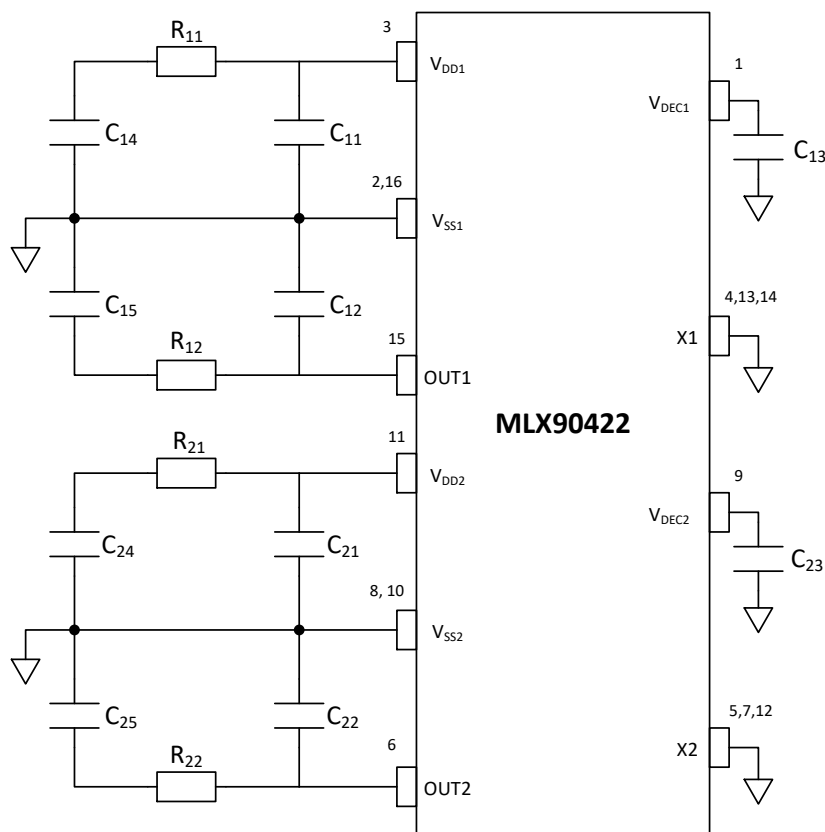 R11
3
VDD1
1
VDEC1
C14
C11
C13
2,16
VSS1
C15
C12
4,13,14
X1
R12
15
OUT1
MLX90422
R21
11
VDD2
9
VDEC2
C24
C21
C23
8, 10
VSS2
C25
C22
5,7,12
X2
R22
6
OUT2